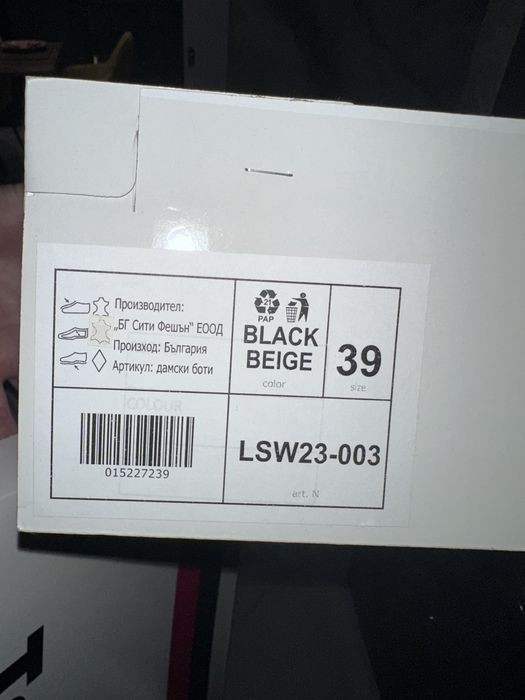 Производител:
„БГ Сити Фешън" ЕООД
Произход: България
Артикул: дамски боти
21
PAP
BLACK
BEIGE
color
39
size
COLOUR
015227239
LSW23-003
art. N